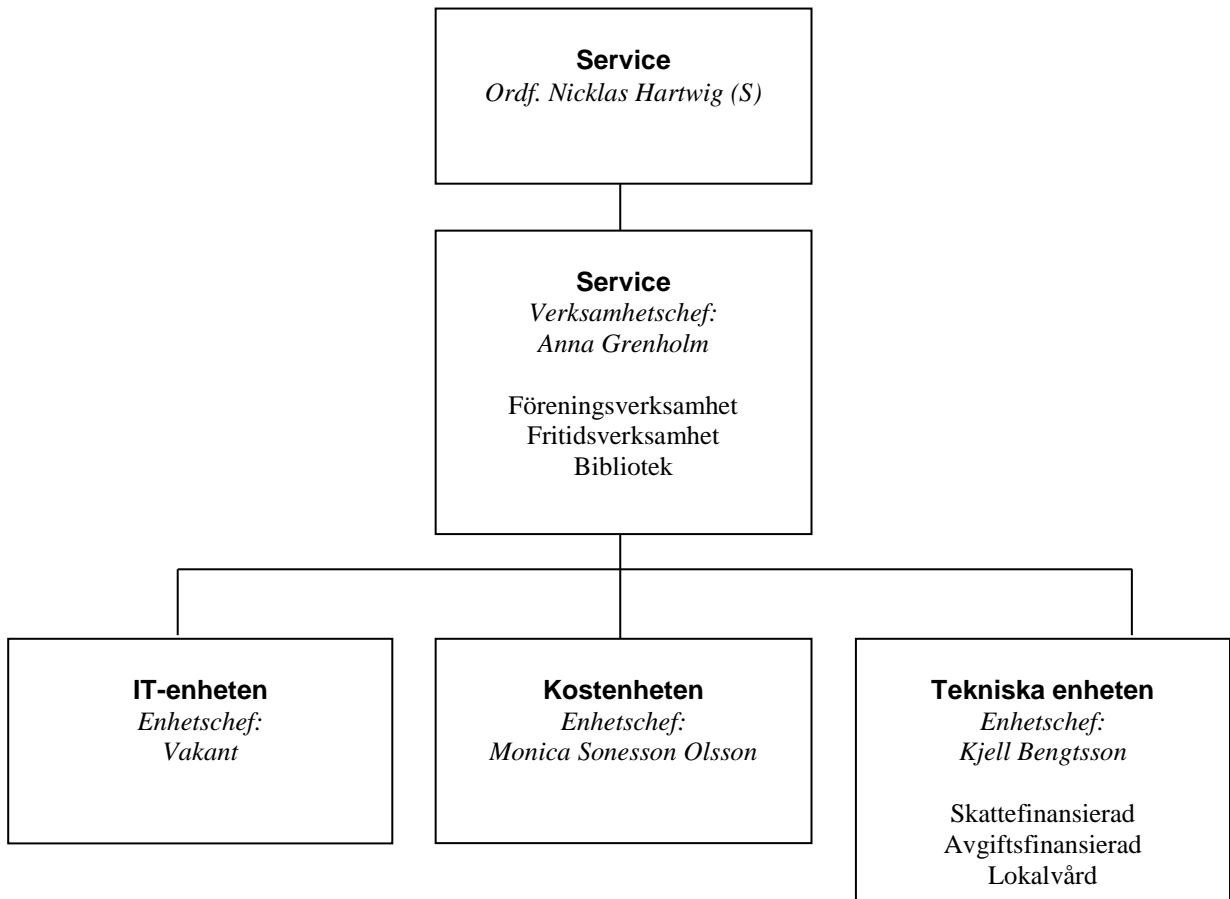 Service
Ordf. Nicklas Hartwig (S)
Service
Verksamhetschef:
Anna Grenholm
Föreningsverksamhet
Fritidsverksamhet
Bibliotek
IT-enheten
Enhetschef:
Vakant
Kostenheten
Enhetschef:
Monica Sonesson Olsson
Tekniska enheten
Enhetschef:
Kjell Bengtsson
Skattefinansierad
Avgiftsfinansierad
Lokalvård